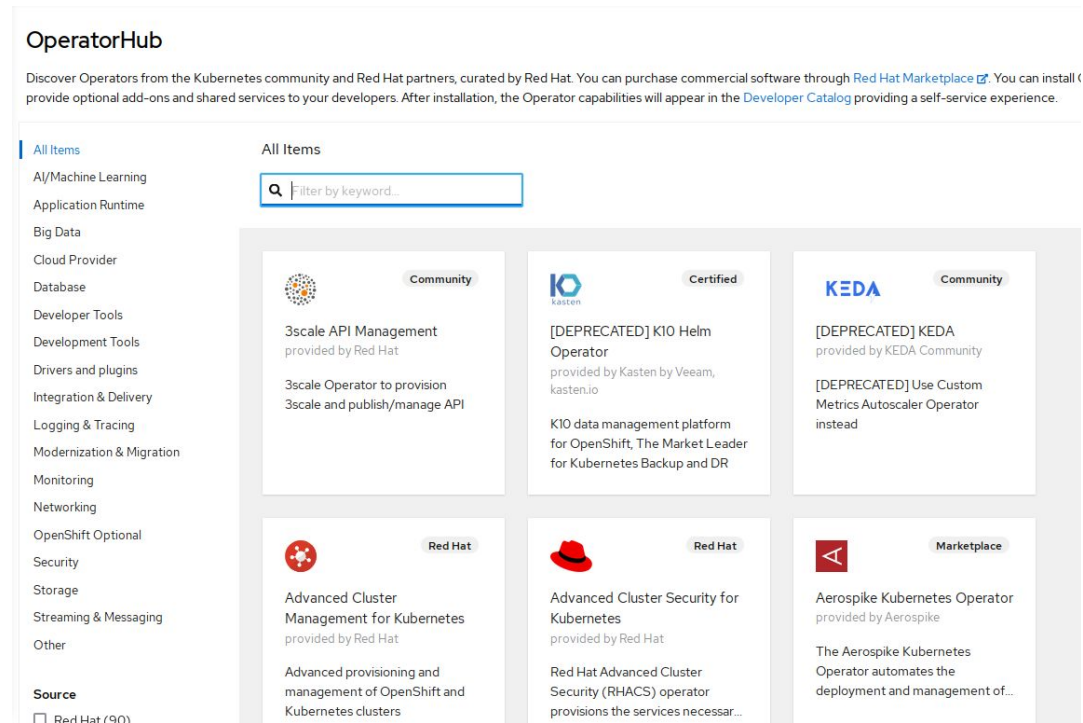 OperatorHub
Discover Operators from the Kubernetes community and Red Hat partners, curated by Red Hat. You can purchase commercial software through Red Hat Marketplace. You can install
provide optional add-ons and shared services to your developers. After installation, the Operator capabilities will appear in the Developer Catalog providing a self-service experience.
All Items
AI/Machine Learning
Application Runtime
Big Data
Cloud Provider
Database
Developer Tools
Development Tools
Drivers and plugins
Integration & Delivery
Logging & Tracing
Modernization & Migration
Monitoring
Networking
OpenShift Optional
Security
Storage
Streaming & Messaging
Other
Source
Red Hat (90)
All Items
Filter by keyword...
Community
3scale API Management
provided by Red Hat
3scale Operator to provision
3scale and publish/manage API
Certified
kasten
[DEPRECATED] K10 Helm
Operator
provided by Kasten by Veeam,
kasten.io
K10 data management platform
for OpenShift, The Market Leader
for Kubernetes Backup and DR
Community
KEDA
[DEPRECATED] KEDA
provided by KEDA Community
[DEPRECATED] Use Custom
Metrics Autoscaler Operator
instead
Red Hat
Advanced Cluster
Management for Kubernetes
provided by Red Hat
Advanced provisioning and
management of OpenShift and
Kubernetes clusters
Red Hat
Advanced Cluster Security for
Kubernetes
provided by Red Hat
Red Hat Advanced Cluster
Security (RHACS) operator
provisions the services necessar...
Marketplace
Aerospike Kubernetes Operator
provided by Aerospike
The Aerospike Kubernetes
Operator automates the
deployment and management of...